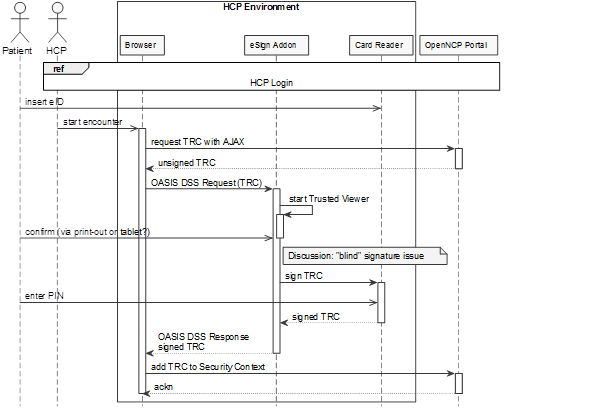 HCP Environment
Patient
HCP
Browser
eSign Addon
Card Reader
OpenNCP Portal
ref
HCP Login
insert eID
start encounter
request TRC with AJAX
unsigned TRC
OASIS DSS Request (TRC)
start Trusted Viewer
confirm (via print-out or tablet?)
Discussion: "blind" signature issue
sign TRC
enter PIN
signed TRC
OASIS DSS Response
signed TRC
add TRC to Security Context
ackn